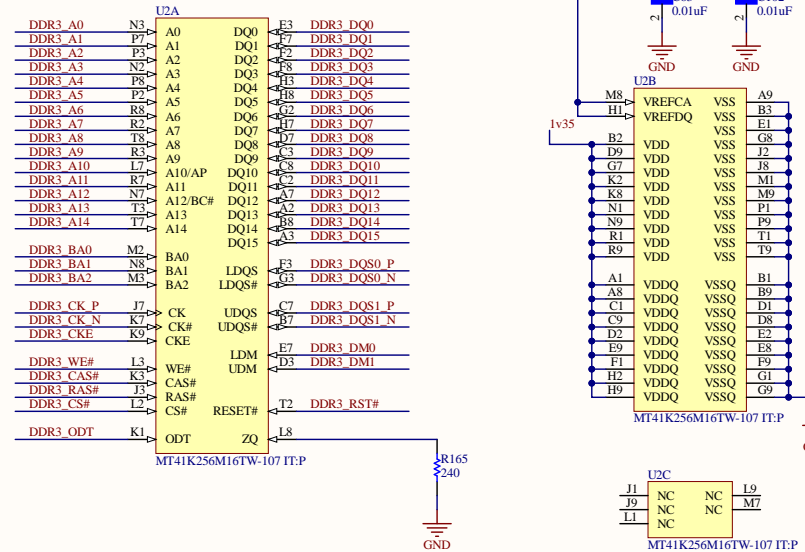 U2A
DDR3_A0 N3 A0 DQ0 E3 DDR3_DQ0
DDR3_A1 P7 A1 DQ1 F7 DDR3_DQ1
DDR3_A2 P3 A2 DQ2 F2 DDR3_DQ2
DDR3_A3 N2 A3 DQ3 F8 DDR3_DQ3
DDR3_A4 P8 A4 DQ4 H3 DDR3_DQ4
DDR3_A5 P2 A5 DQ5 H8 DDR3_DQ5
DDR3_A6 R8 A6 DQ6 G2 DDR3_DQ6
DDR3_A7 R2 A7 DQ7 H7 DDR3_DQ7
DDR3_A8 T8 A8 DQ8 D7 DDR3_DQ8
DDR3_A9 R3 A9 DQ9 C3 DDR3_DQ9
DDR3_A10 L7 A10/AP DQ10 C8 DDR3_DQ10
DDR3_A11 R7 A11 DQ11 C2 DDR3_DQ11
DDR3_A12 N7 A12/BC# DQ12 A7 DDR3_DQ12
DDR3_A13 T3 A13 DQ13 A2 DDR3_DQ13
DDR3_A14 T7 A14 DQ14 B8 DDR3_DQ14
DQ15 A3 DDR3_DQ15
DDR3_BA0 M2 BA0
DDR3_BA1 N8 BA1 LDQS F3 DDR3_DQS0_P
DDR3_BA2 M3 BA2 LDQS# G3 DDR3_DQS0_N
DDR3_CK_P J7 CK UDQS C7 DDR3_DQS1_P
DDR3_CK_N K7 CK# UDQS# B7 DDR3_DQS1_N
DDR3_CKE K9 CKE
LDM E7 DDR3_DM0
DDR3_WE# L3 WE# UDM D3 DDR3_DM1
DDR3_CAS# K3 CAS#
DDR3_RAS# J3 RAS#
DDR3_CS# L2 CS# RESET# T2 DDR3_RST#
DDR3_ODT K1 ODT ZQ L8
MT41K256M16TW-107 IT:P
R165
240
GND
2 0.01uF
2 0.01uF
GND
GND
U2B
M8 VREFCA VSS A9
H1 VREFDQ VSS B3
1v35
VSS E1
B2 VDD VSS G8
D9 VDD VSS J2
G7 VDD VSS J8
K2 VDD VSS M1
K8 VDD VSS M9
N1 VDD VSS P1
N9 VDD VSS P9
R1 VDD VSS T1
R9 VDD VSS T9
A1 VDDQ VSSQ B1
A8 VDDQ VSSQ B9
C1 VDDQ VSSQ D1
C9 VDDQ VSSQ D8
D2 VDDQ VSSQ E2
E9 VDDQ VSSQ E8
F1 VDDQ VSSQ F9
H2 VDDQ VSSQ G1
H9 VDDQ VSSQ G9
MT41K256M16TW-107 IT:P
U2C
J1 NC NC L9
J9 NC NC M7
L1 NC
MT41K256M16TW-107 IT:P